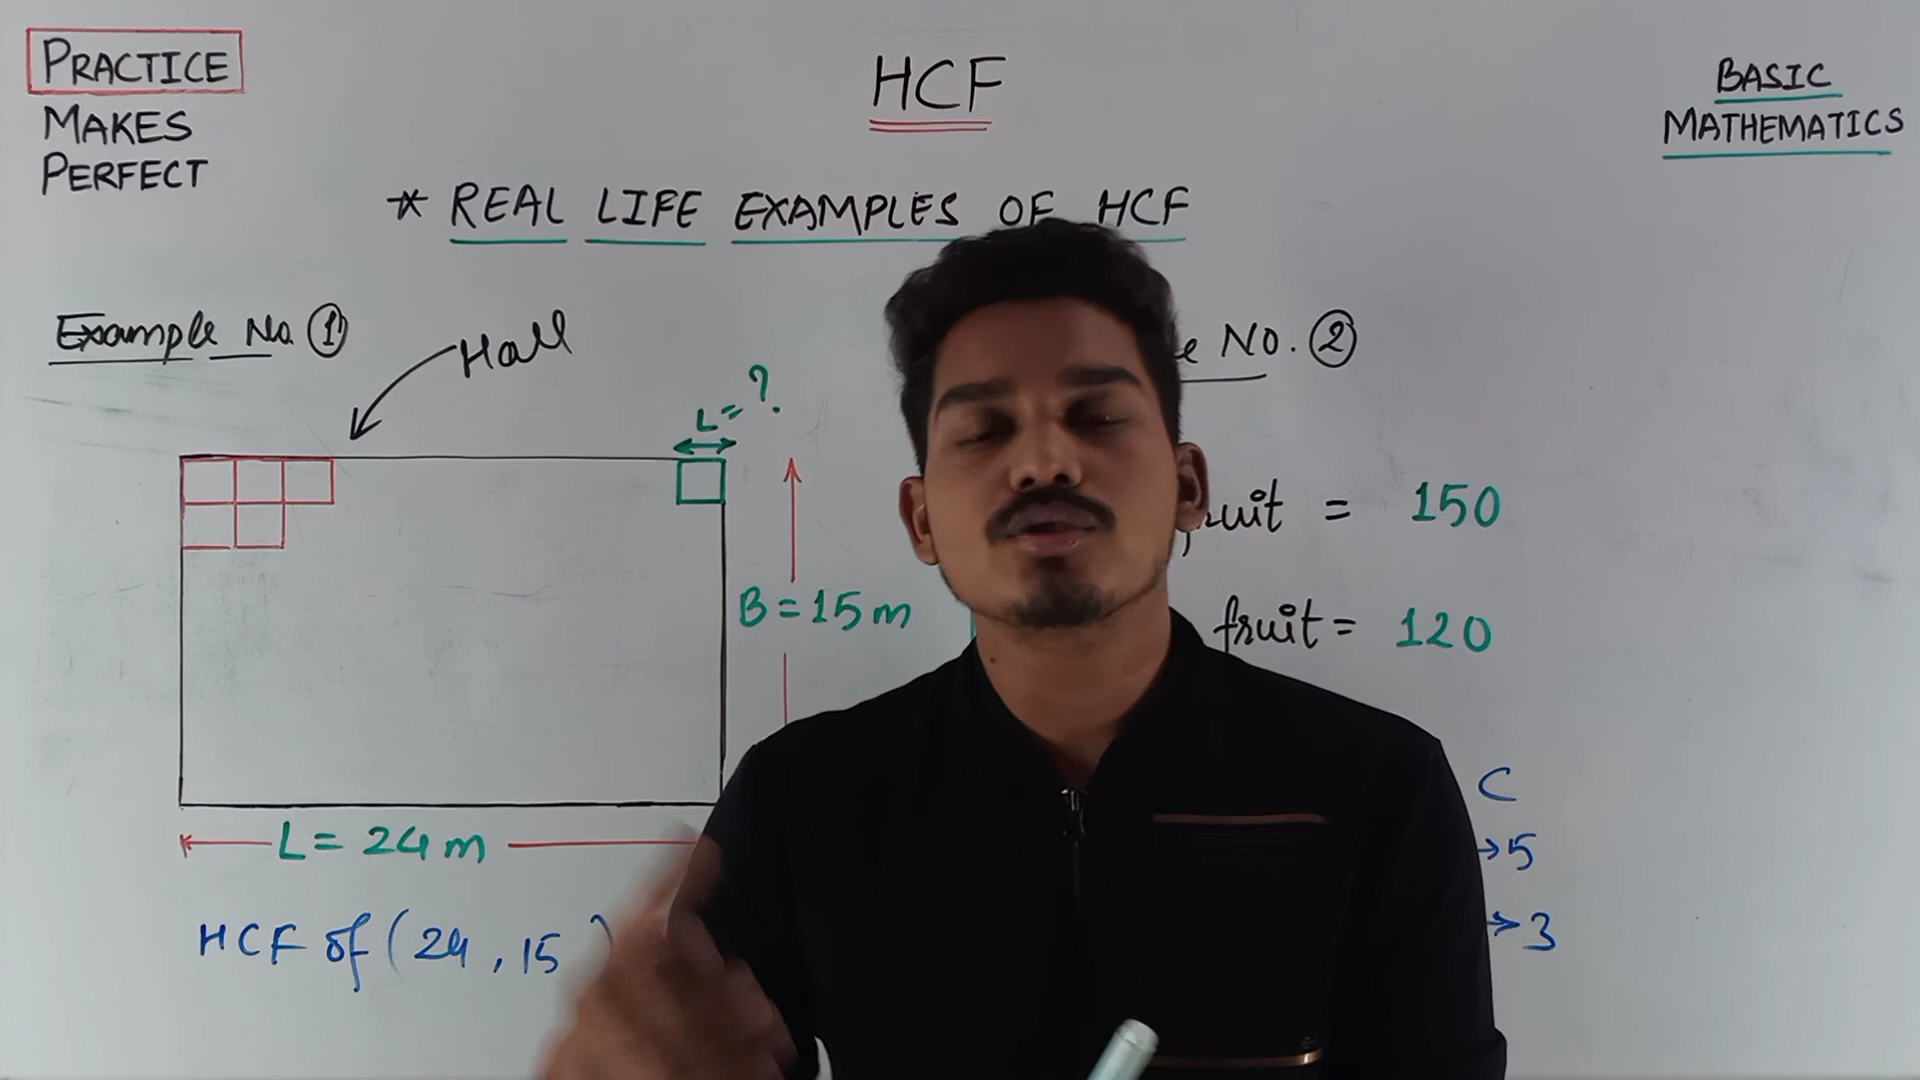 PRACTICE
MAKES
PERFECT
HCF
BASIC
MATHEMATICS
* REAL LIFE EXAMPLES OF HCF
Example No. ①
Hall
L = ?
B = 15 m
L = 24 m
HCF of (24, 15)
No. ②
= 150
fruit = 120
C
→ 5
→ 3